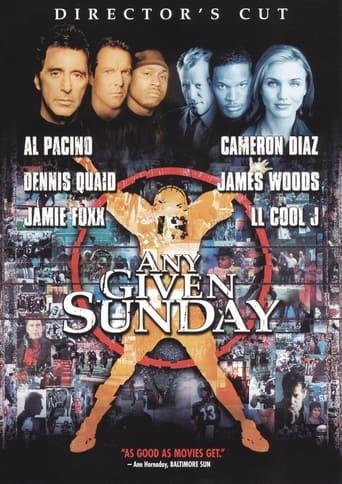 DIRECTOR'S CUT
AL PACINO
CAMERON DIAZ
DENNIS QUAID
JAMES WOODS
JAMIE FOXX
LL COOL J
ANY
GIVEN
SUNDAY
"AS GOOD AS MOVIES GET."
– Ann Hornaday, BALTIMORE SUN